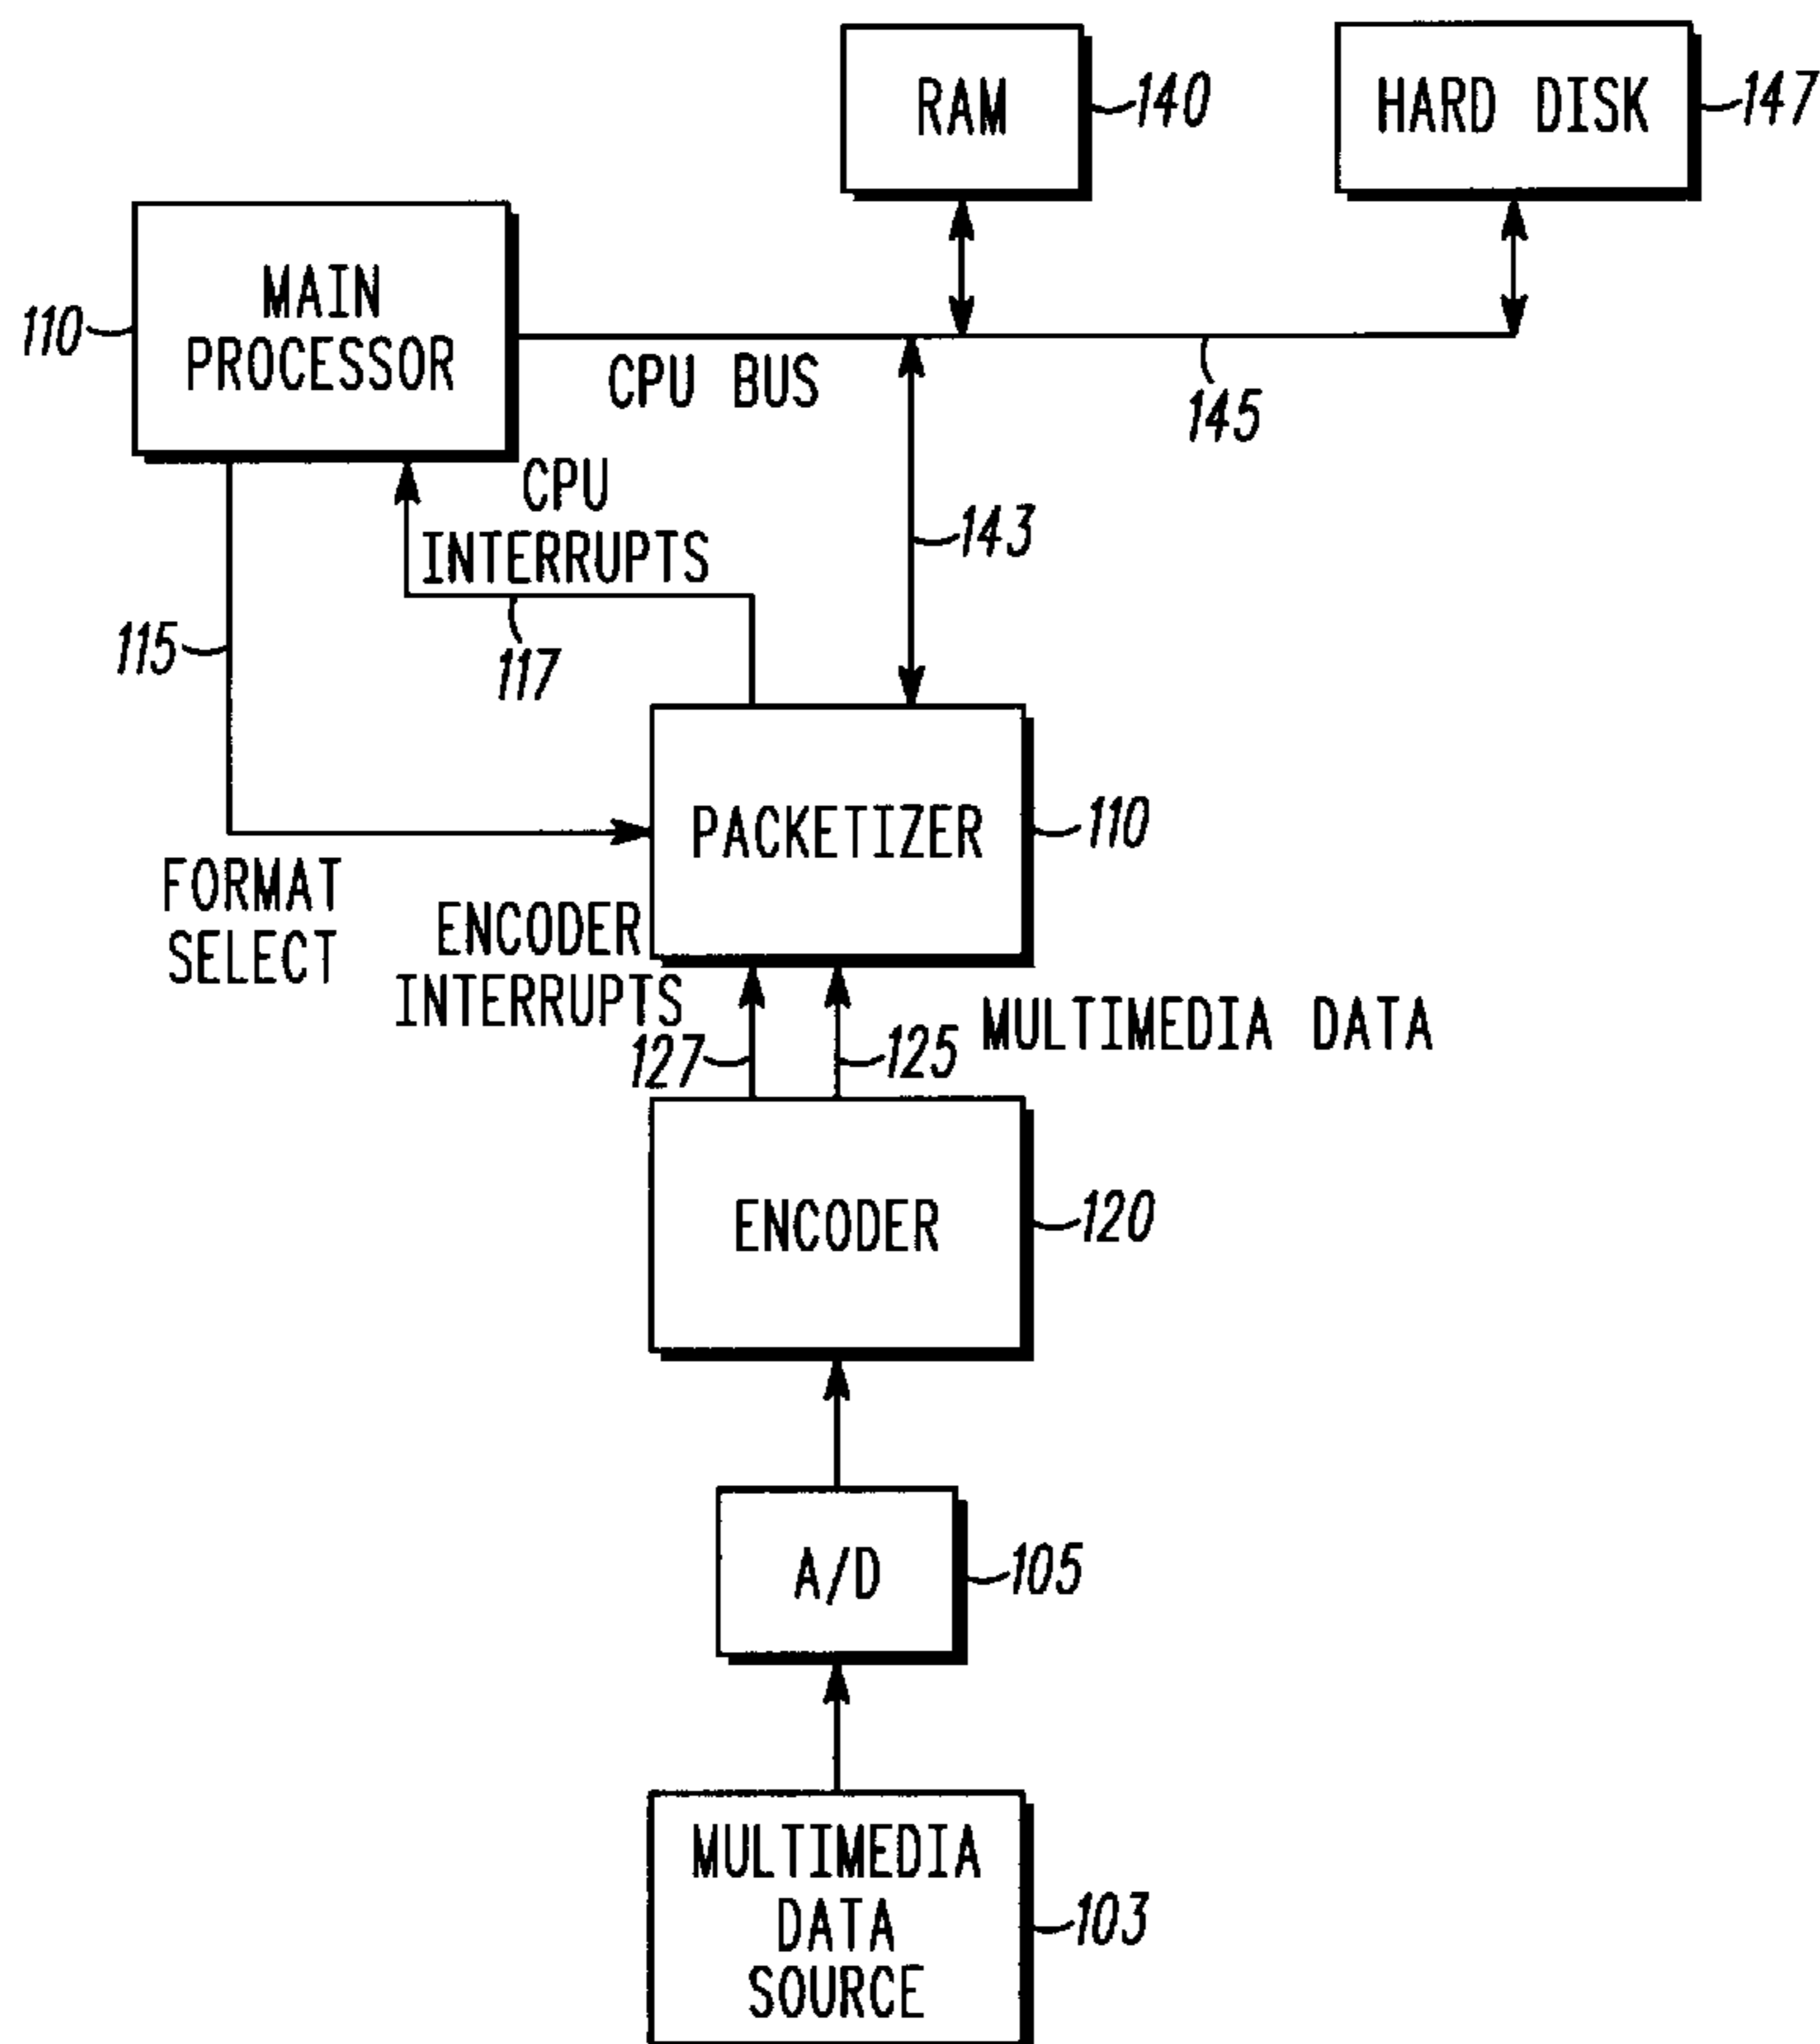 RAM
140
HARD DISK
147
MAIN
PROCESSOR
110
CPU BUS
145
CPU
INTERRUPTS
143
115
117
PACKETIZER
110
FORMAT
SELECT
ENCODER
INTERRUPTS
127
125
MULTIMEDIA DATA
ENCODER
120
A/D
105
MULTIMEDIA
DATA
SOURCE
103